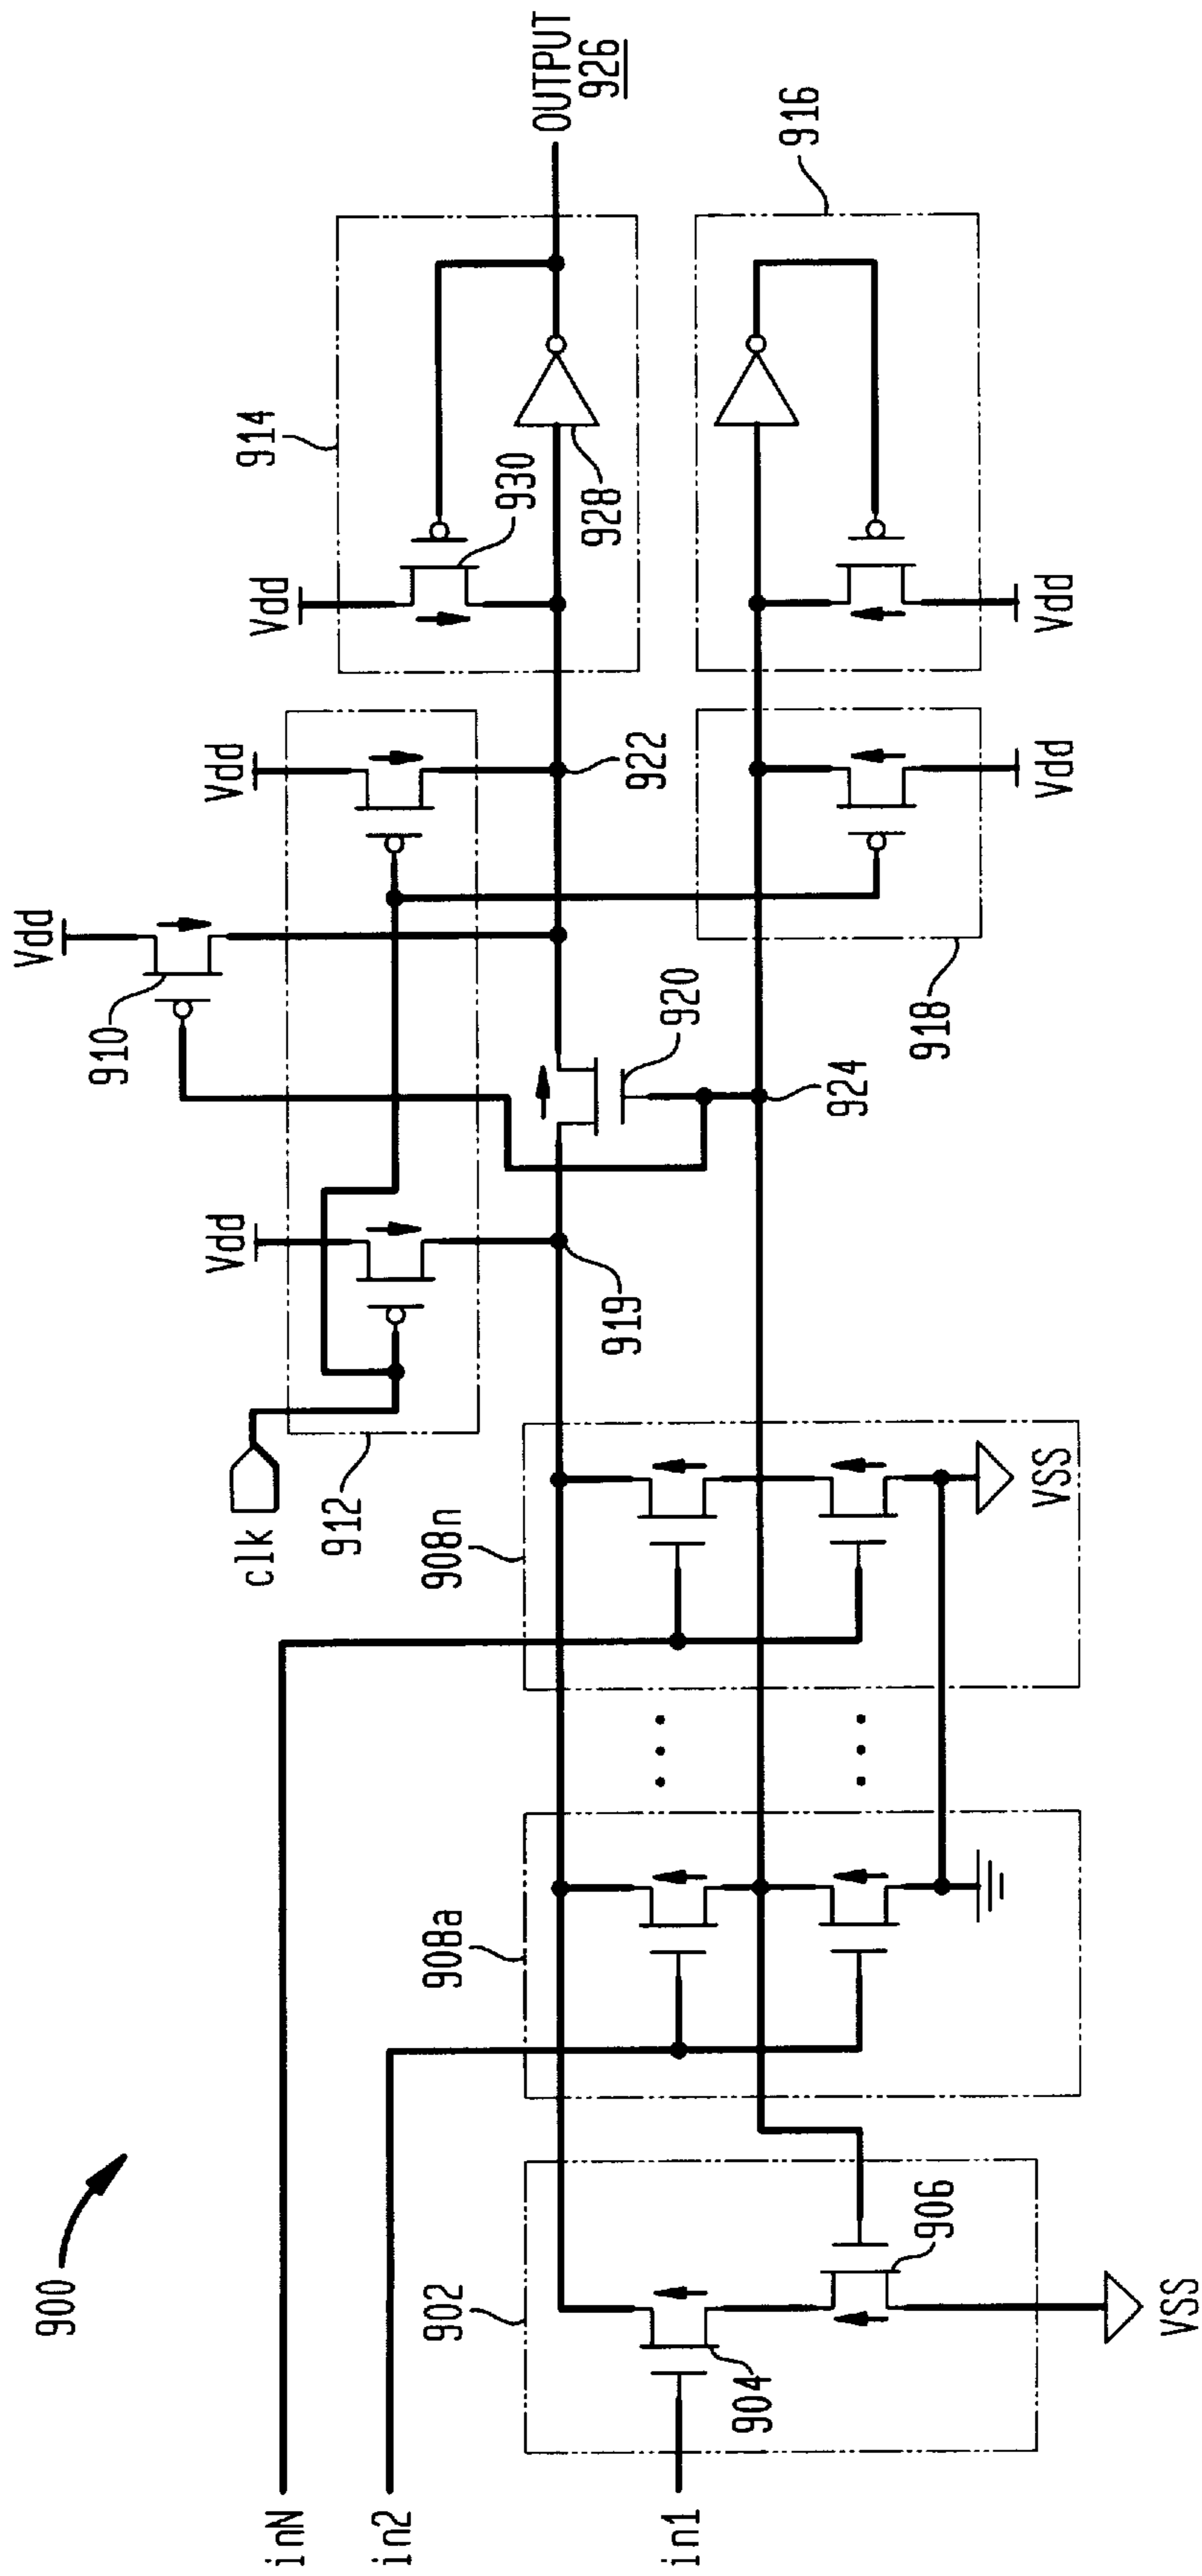 900
inN
in2
in1
902
904
906
VSS
908a
908n
VSS
clk
912
Vdd
919
910
Vdd
920
924
Vdd
922
918
Vdd
914
Vdd
930
928
916
Vdd
OUTPUT
926